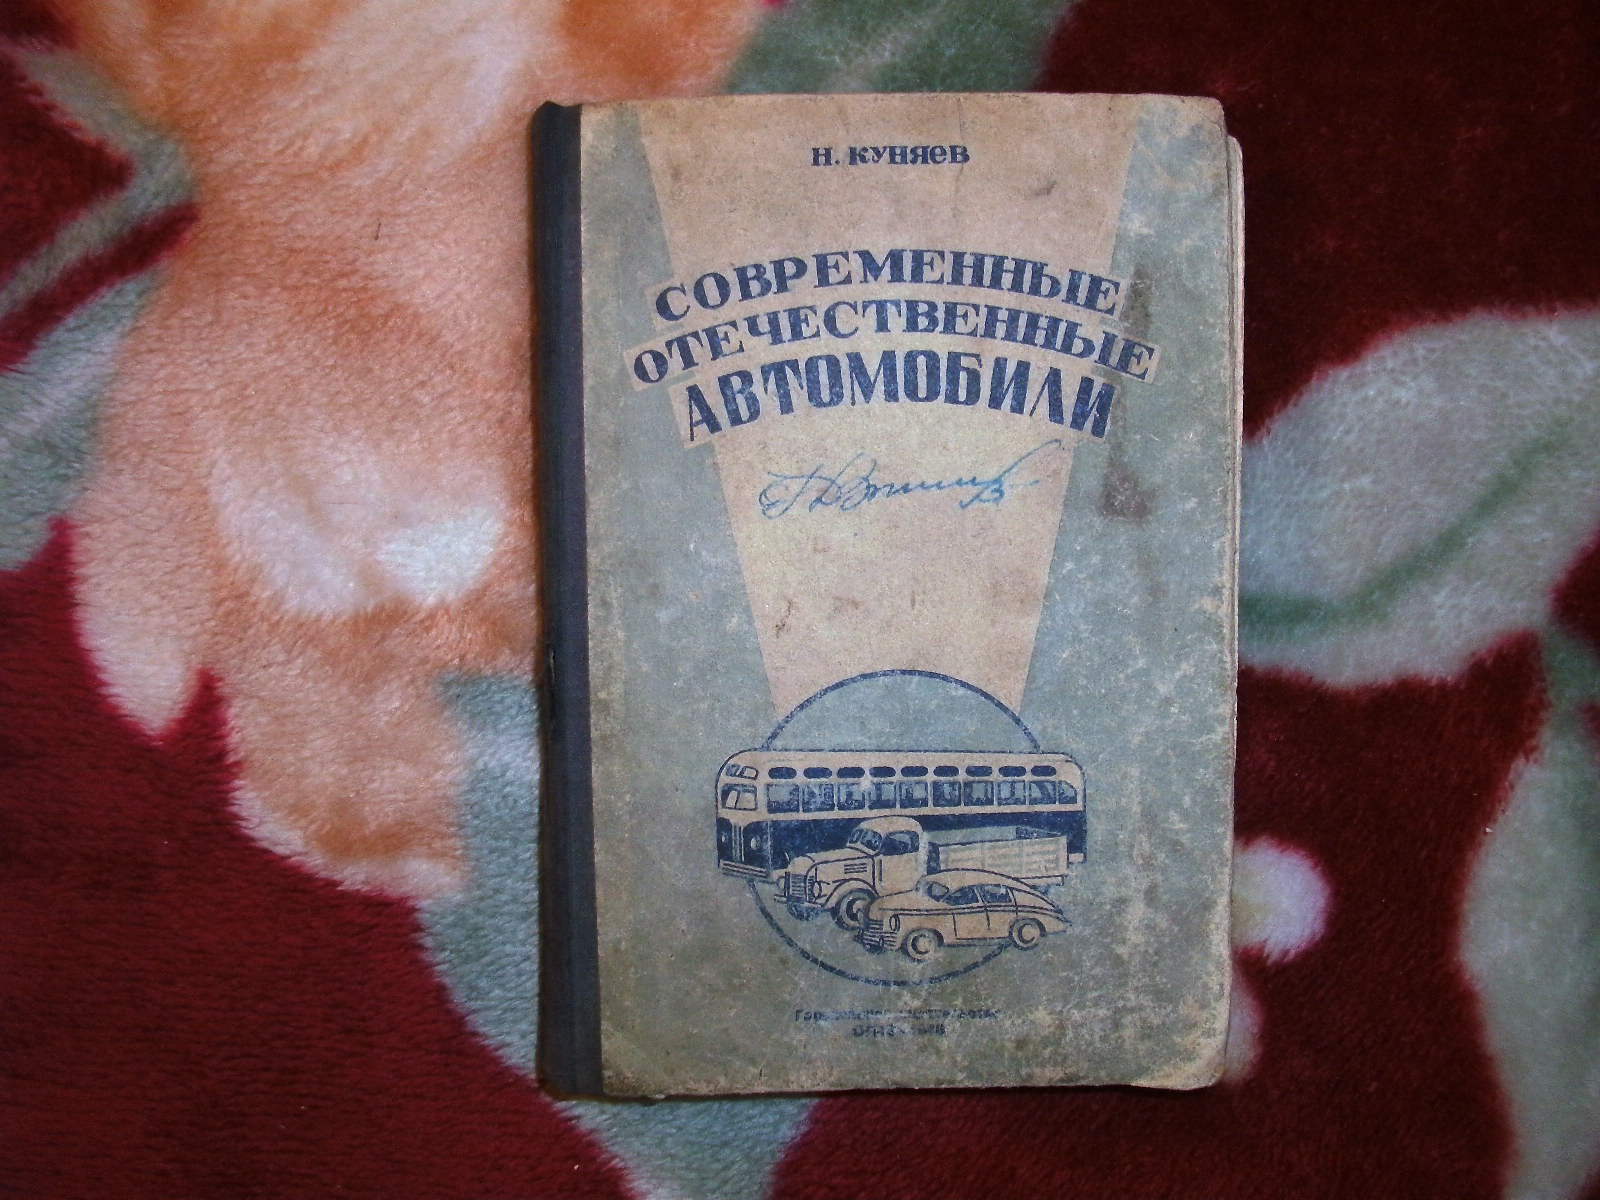 Н. КУНЯЕВ
СОВРЕМЕННЫЕ
ОТЕЧЕСТВЕННЫЕ
АВТОМОБИЛИ